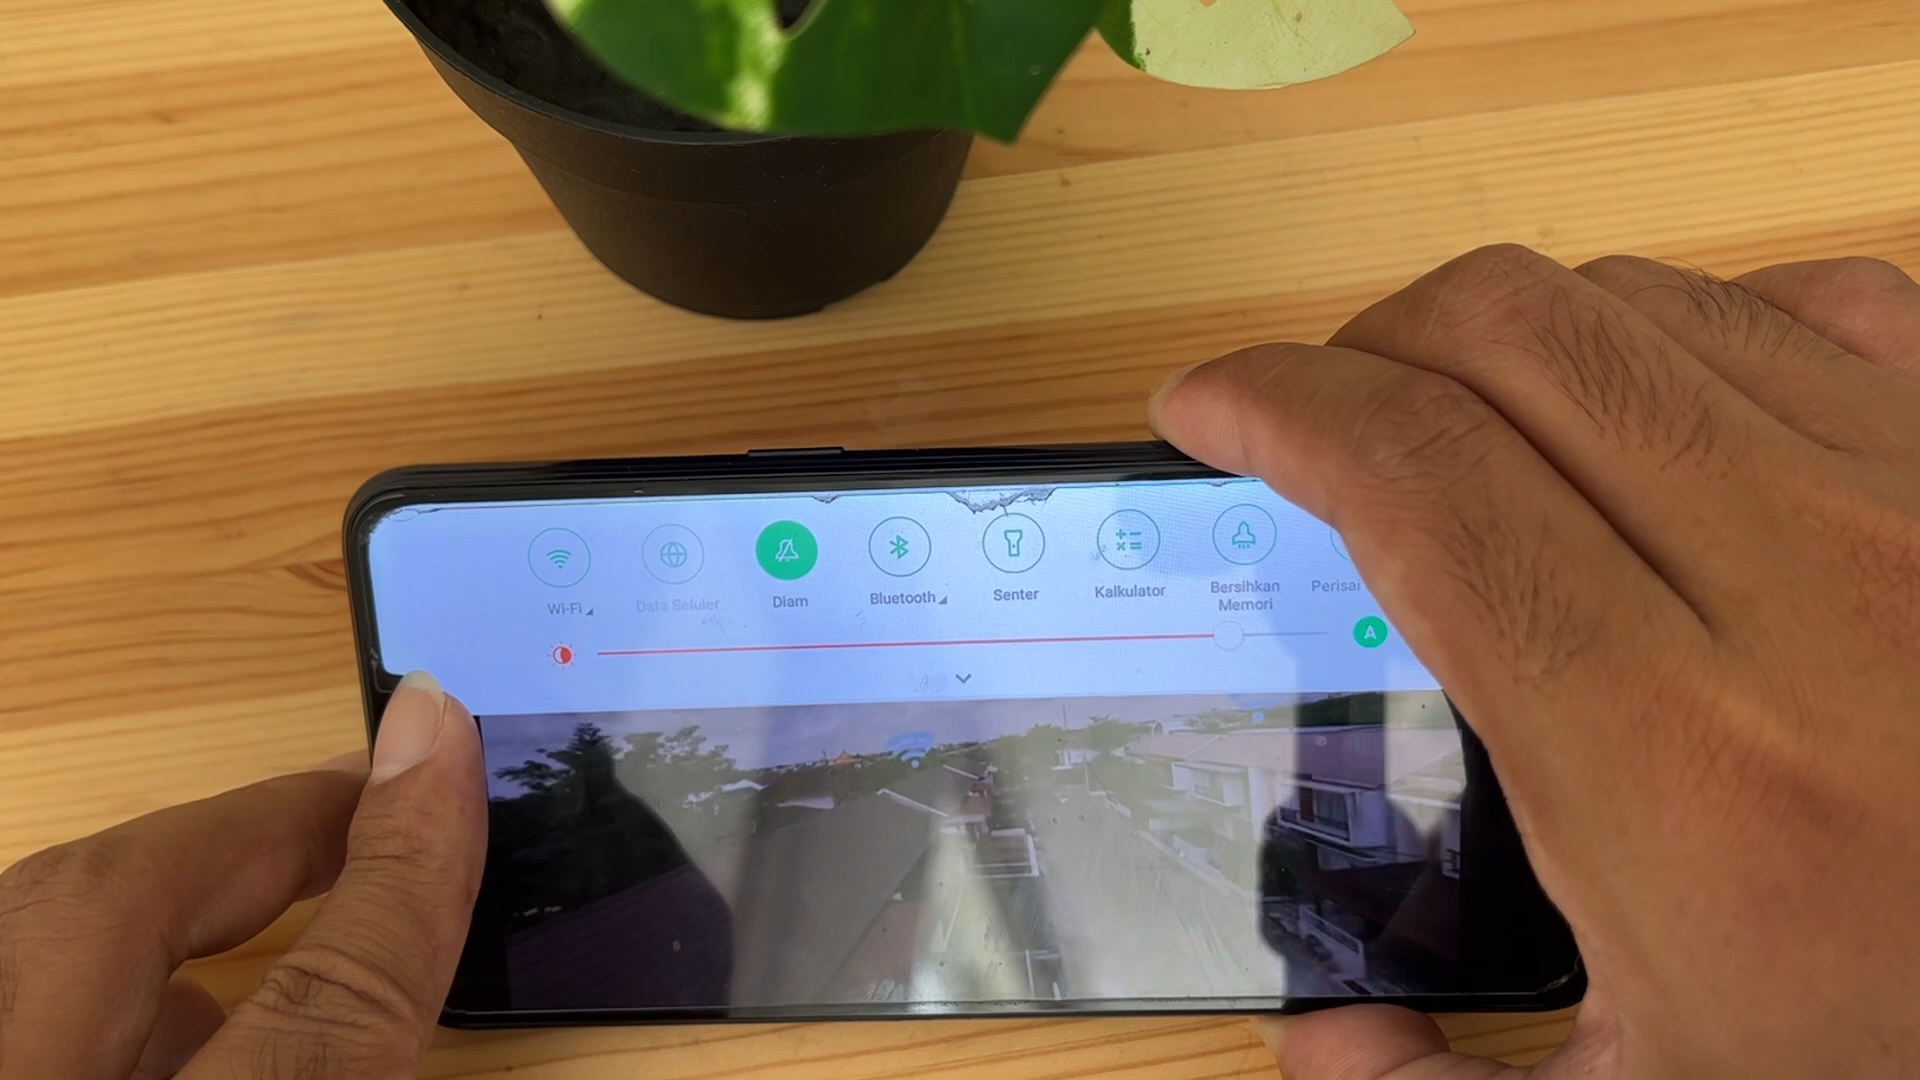 Wi-Fi
Data Seluler
Diam
Bluetooth
Senter
Kalkulator
Bersihkan
Memori
Perisai
A